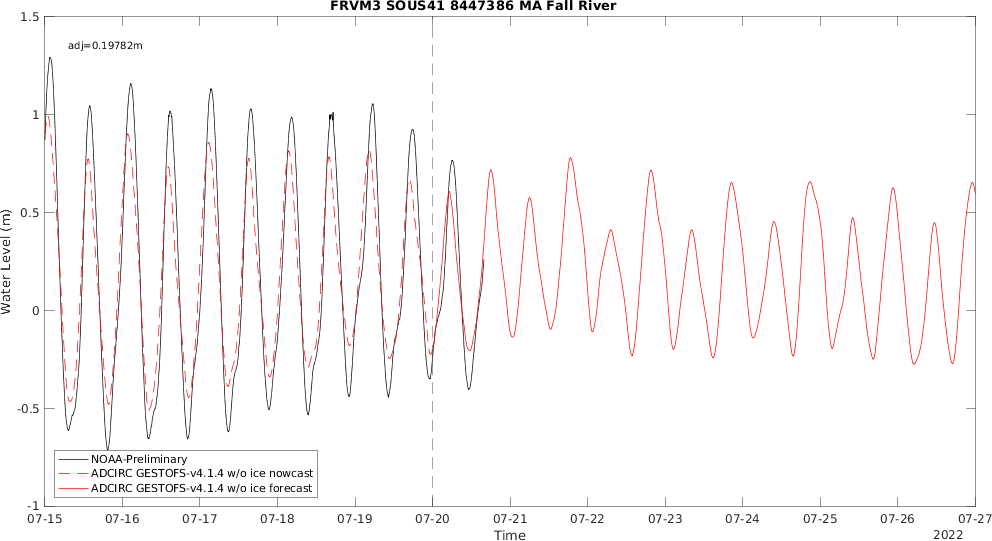 FRVM3 SOUS41 8447386 MA Fall River
adj=0.19782m
1.5
1
0.5
0
-0.5
-1
Water Level (m)
NOAA-Preliminary
ADCIRC GESTOFS-v4.1.4 w/o ice nowcast
ADCIRC GESTOFS-v4.1.4 w/o ice forecast
07-15 07-16 07-17 07-18 07-19 07-20 07-21 07-22 07-23 07-24 07-25 07-26 07-27
Time
2022